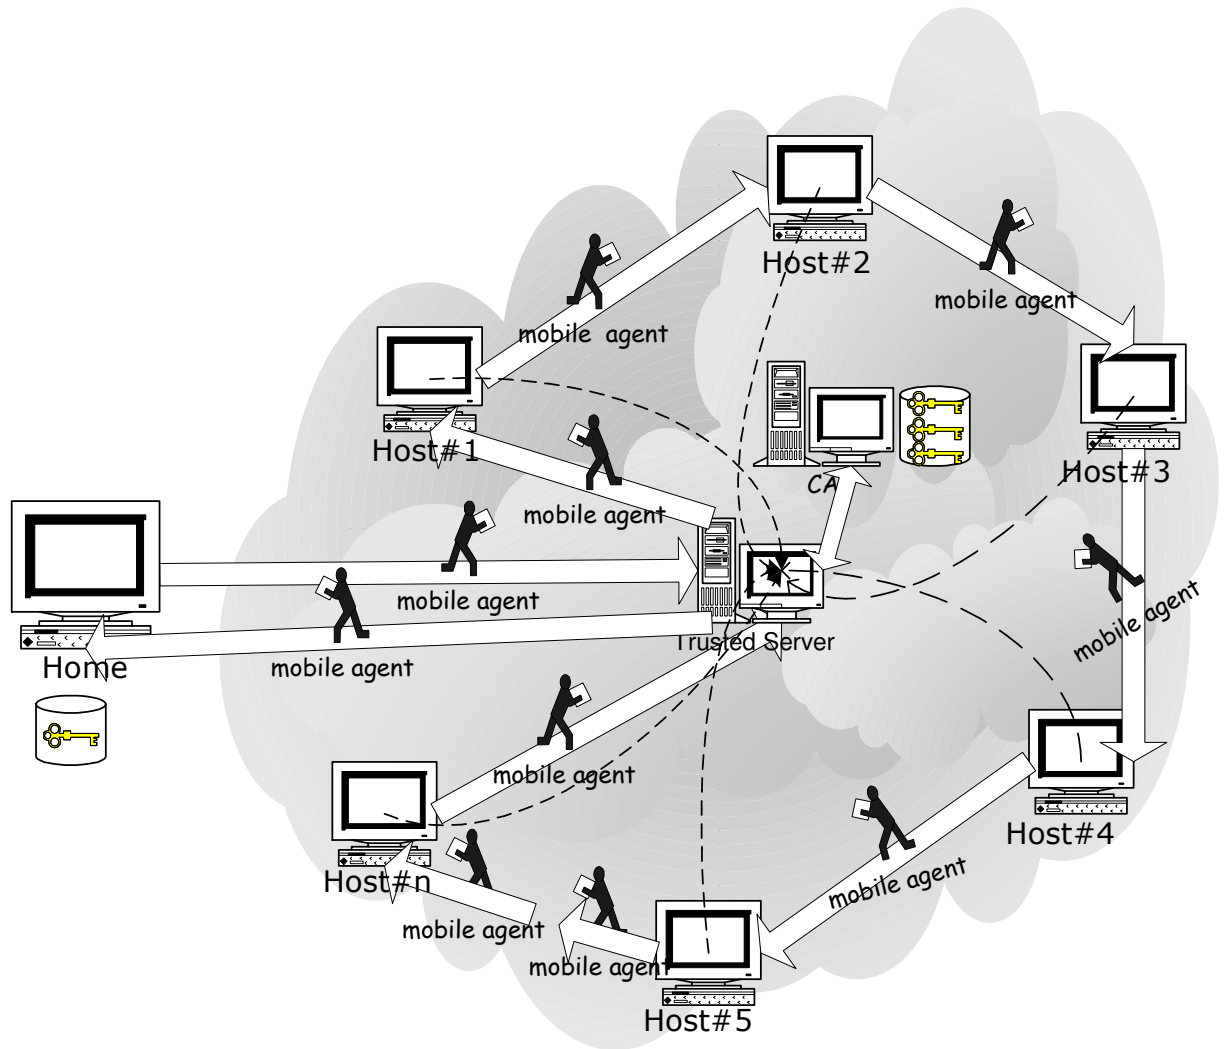 Host#2
mobile agent
mobile  agent
Host#1
Host#3
CA
mobile agent
mobile agent
mobile agent
Trusted Server
Home
mobile agent
mobile agent
Host#4
Host#n
mobile agent
mobile agent
mobile agent
Host#5